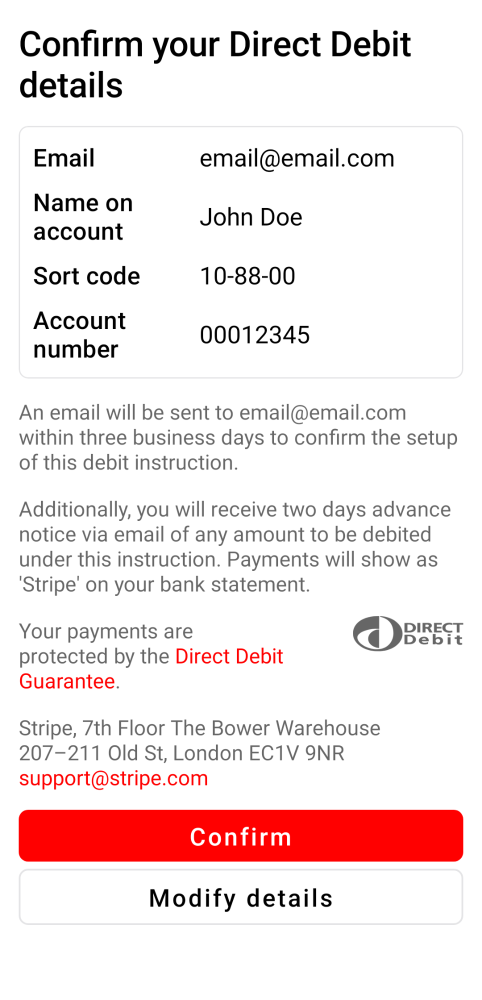 Confirm your Direct Debit
details
Email email@email.com
Name on
account John Doe
Sort code 10-88-00
Account
number 00012345
An email will be sent to email@email.com
within three business days to confirm the setup
of this debit instruction.
Additionally, you will receive two days advance
notice via email of any amount to be debited
under this instruction. Payments will show as
'Stripe' on your bank statement.
Your payments are
protected by the Direct Debit
Guarantee.
DIRECT
Debit
Stripe, 7th Floor The Bower Warehouse
207–211 Old St, London EC1V 9NR
support@stripe.com
Confirm
Modify details